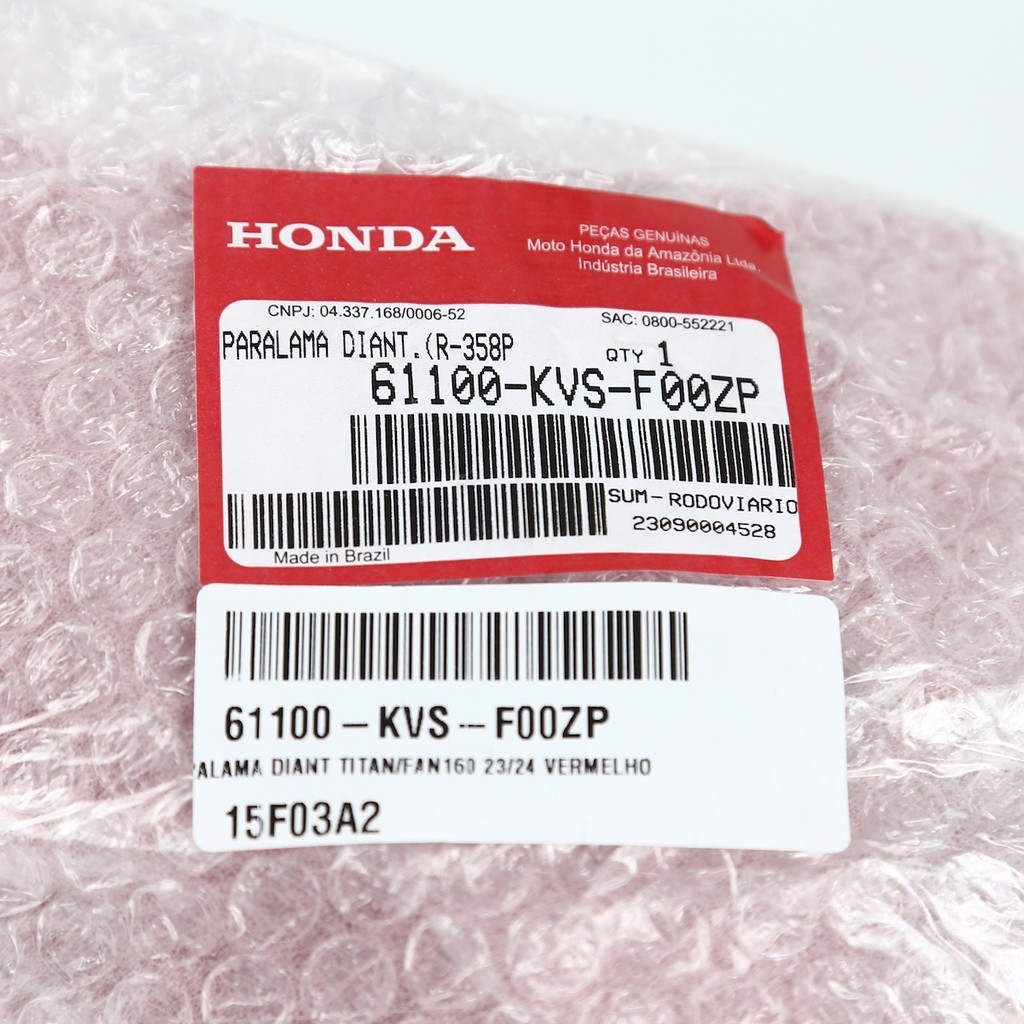 HONDA
PEÇAS GENUÍNAS
Moto Honda da Amazônia Ltda.
Indústria Brasileira
CNPJ: 04.337.168/0006-52
SAC: 0800-552221
PARALAMA DIANT.(R-358P
QTY 1
61100-KVS-F00ZP
SUM-RODOVIARIO
23090004528
Made in Brazil
61100-KVS-F00ZP
ALAMA DIANT TITAN/FAN160 23/24 VERMELHO
15F03A2